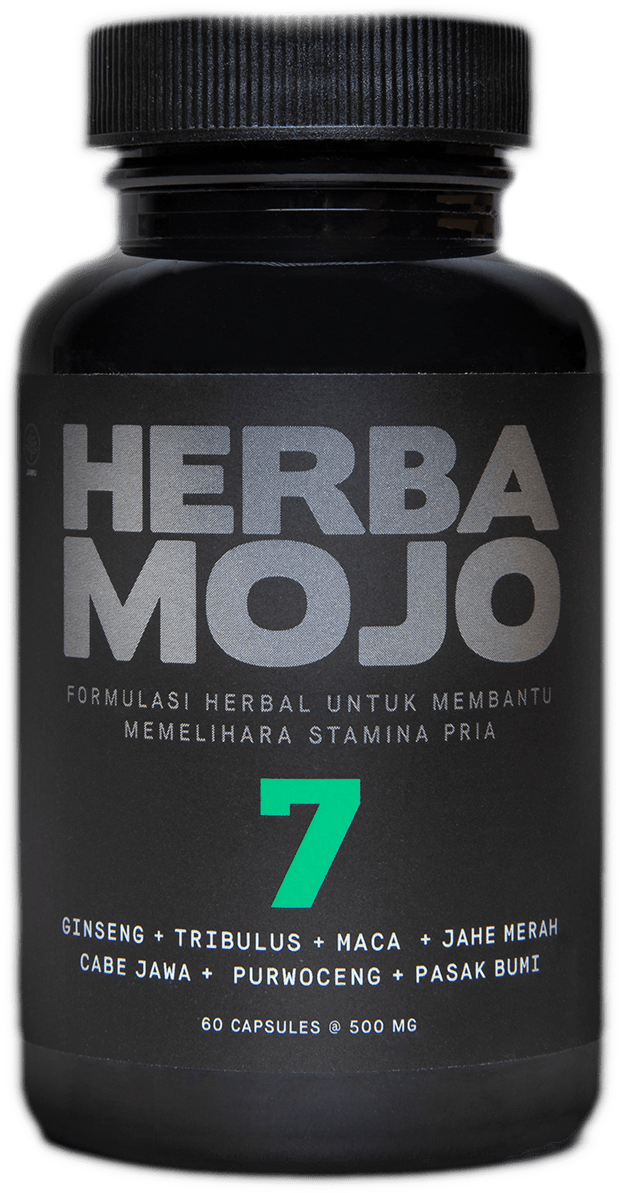 HERBA
MOJO
FORMULASI HERBAL UNTUK MEMBANTU
MEMELIHARA STAMINA PRIA
7
GINSENG + TRIBULUS + MACA + JAHE MERAH
CABE JAWA + PURWOCENG + PASAK BUMI
60 CAPSULES @ 500 MG